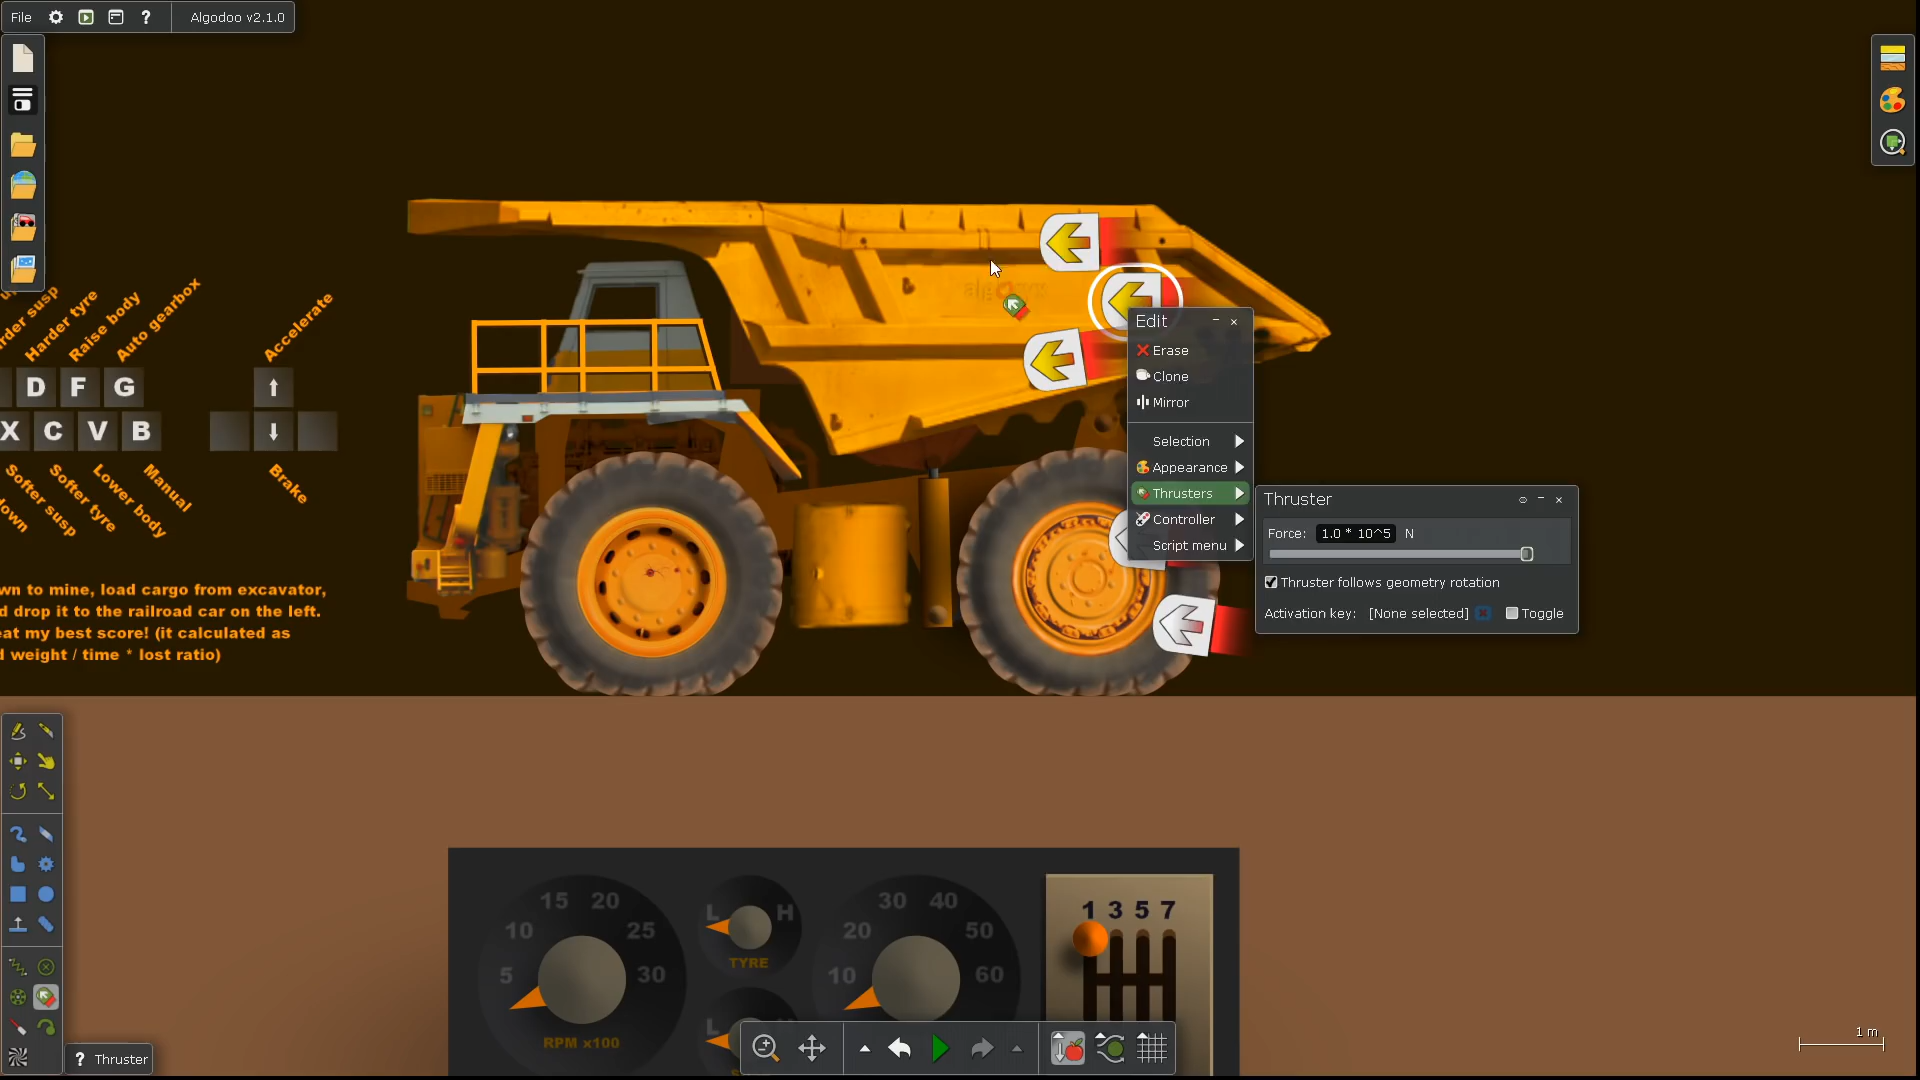 File
?
Algodoo v2.1.0
Harder tyre
Raise body
Auto gearbox
Accelerate
D F G
X C V B
down
Softer susp
Softer tyre
Lower body
Manual
Brake
to mine, load cargo from excavator,
drop it to the railroad car on the left.
my best score! (it calculated as
weight / time * lost ratio)
Edit
Erase
Clone
Mirror
Selection
Appearance
Thrusters
Controller
Script menu
Thruster
Force: 1.0 * 10^5 N
Thruster follows geometry rotation
Activation key: [None selected] Toggle
5 10 15 20 25 30
RPM x100
L H
TYRE
10 20 30 40 50 60
L
1 3 5 7
? Thruster
1 m